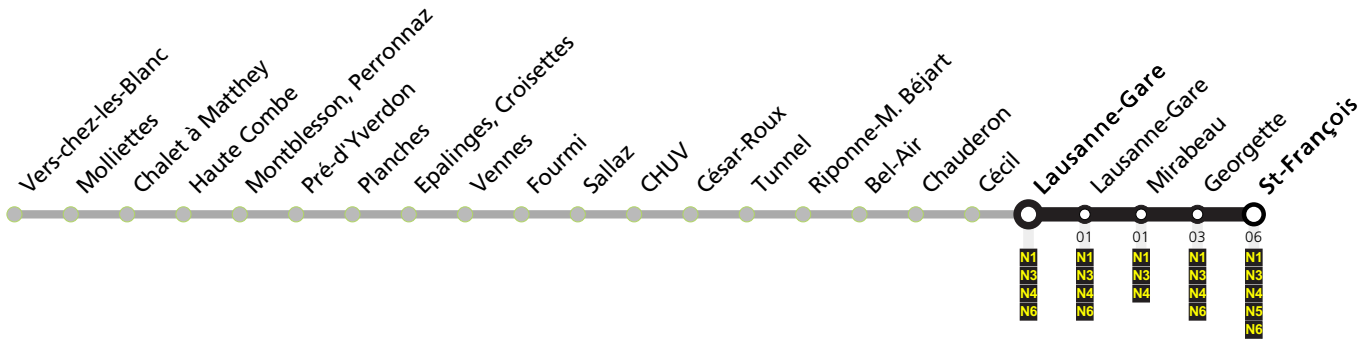 Vers-chez-les-Blanc
Molliettes
Chalet à Matthey
Haute Combe
Montblesson, Perronnaz
Pré-d'Yverdon
Planches
Epalinges, Croisettes
Vennes
Fourmi
Sallaz
CHUV
César-Roux
Tunnel
Riponne-M. Béjart
Bel-Air
Chauderon
Cécil
Lausanne-Gare
Lausanne-Gare
Mirabeau
Georgette
St-François
01 01 03 06
N1 N1 N1 N1 N1
N3 N3 N3 N3 N3
N4 N4 N4 N4 N4
N6 N6 N6 N5
N6